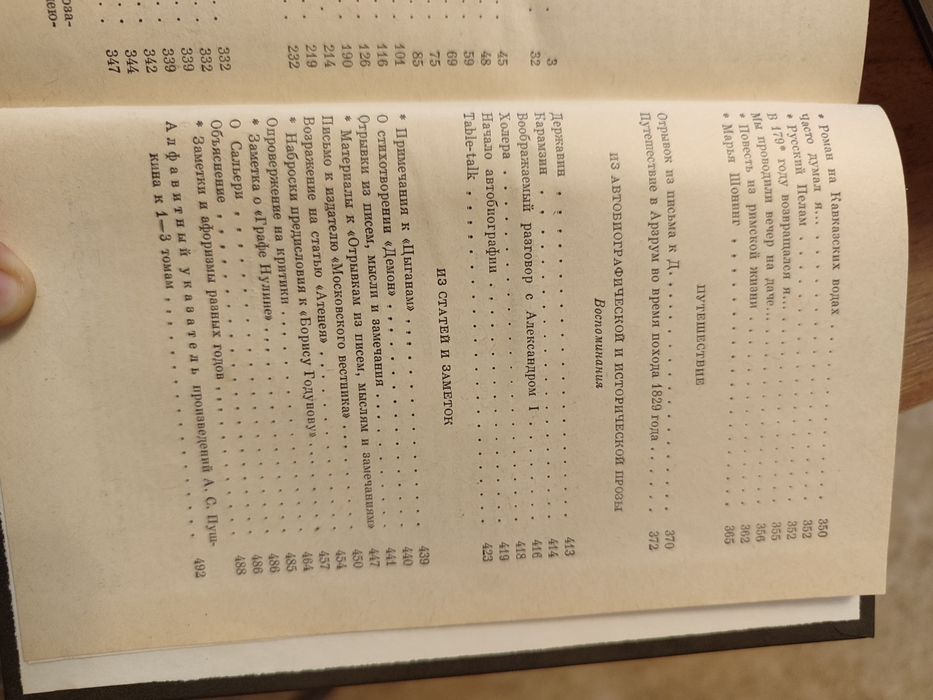 3
32
45
48
59
69
75
85
101
116
126
190
214
219
232
332
332
339
339
342
344
347
роза-
дею-
* Роман на Кавказских водах . . . . . . . . . 350
Часто думал я... . . . . . . . . . 352
* Русский Пелам . . . . . . . . . 352
В 179* году возвращался я... . . . . . . . . . 355
Мы проводили вечер на даче... . . . . . . . . . 356
* Повесть из римской жизни . . . . . . . . . 362
* Марья Шонинг . . . . . . . . . 365
ПУТЕШЕСТВИЕ
Отрывок из письма к Д. . . . . . . . . . 370
Путешествие в Арзрум во время похода 1829 года . . . . . 372
ИЗ АВТОБИОГРАФИЧЕСКОЙ И ИСТОРИЧЕСКОЙ ПРОЗЫ
Воспоминания
Державин . . . . . . . . . 413
Карамзин . . . . . . . . . 414
Воображаемый разговор с Александром I . . . . . . 416
Холера . . . . . . . . . 418
Начало автобиографии . . . . . . . . . 419
Table-talk . . . . . . . . . 423
ИЗ СТАТЕЙ И ЗАМЕТОК
* Примечания к «Цыганам» . . . . . . . . . 439
О стихотворении «Демон» . . . . . . . . . 440
Отрывки из писем, мысли и замечания . . . . . . . . . 441
* Материалы к «Отрывкам из писем, мыслям и замечаниям» 447
Письмо к издателю «Московского вестника» . . . . . 450
Возражение на статью «Атенея» . . . . . . . . . 454
* Наброски предисловия к «Борису Годунову» . . . . . 457
Опровержение на критики . . . . . . . . . 464
* Заметка о «Графе Нулине» . . . . . . . . . 485
О Сальери . . . . . . . . . 486
Объяснение . . . . . . . . . 486
* Заметки и афоризмы разных годов . . . . . . . . . 488
Алфавитный указатель произведений А. С. Пуш-
кина к 1—3 томам . . . . . . . . . 492